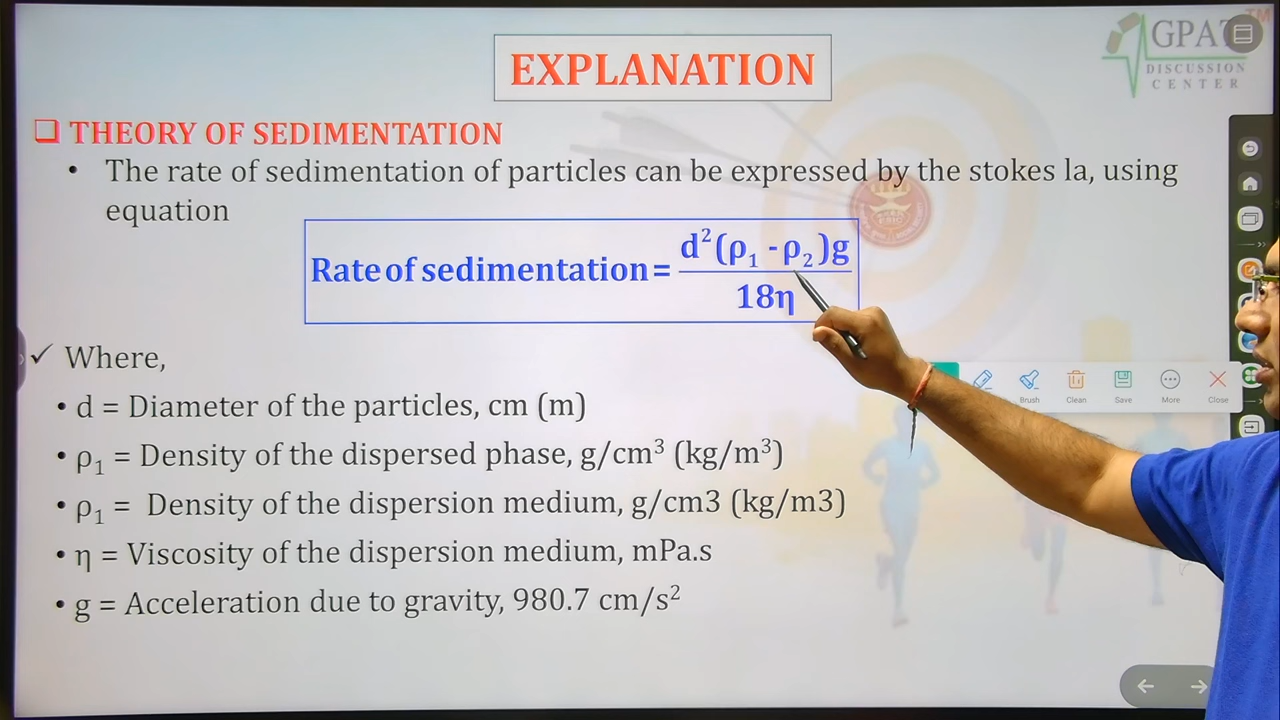 EXPLANATION
GPAT
DISCUSSION
CENTER
TM
❑ THEORY OF SEDIMENTATION
• The rate of sedimentation of particles can be expressed by the stokes la, using
equation
Rate of sedimentation = d²(ρ₁ - ρ₂)g / 18η
✓ Where,
• d = Diameter of the particles, cm (m)
• ρ₁ = Density of the dispersed phase, g/cm³ (kg/m³)
• ρ₁ = Density of the dispersion medium, g/cm3 (kg/m3)
• η = Viscosity of the dispersion medium, mPa.s
• g = Acceleration due to gravity, 980.7 cm/s²
Brush Clean Save More Close